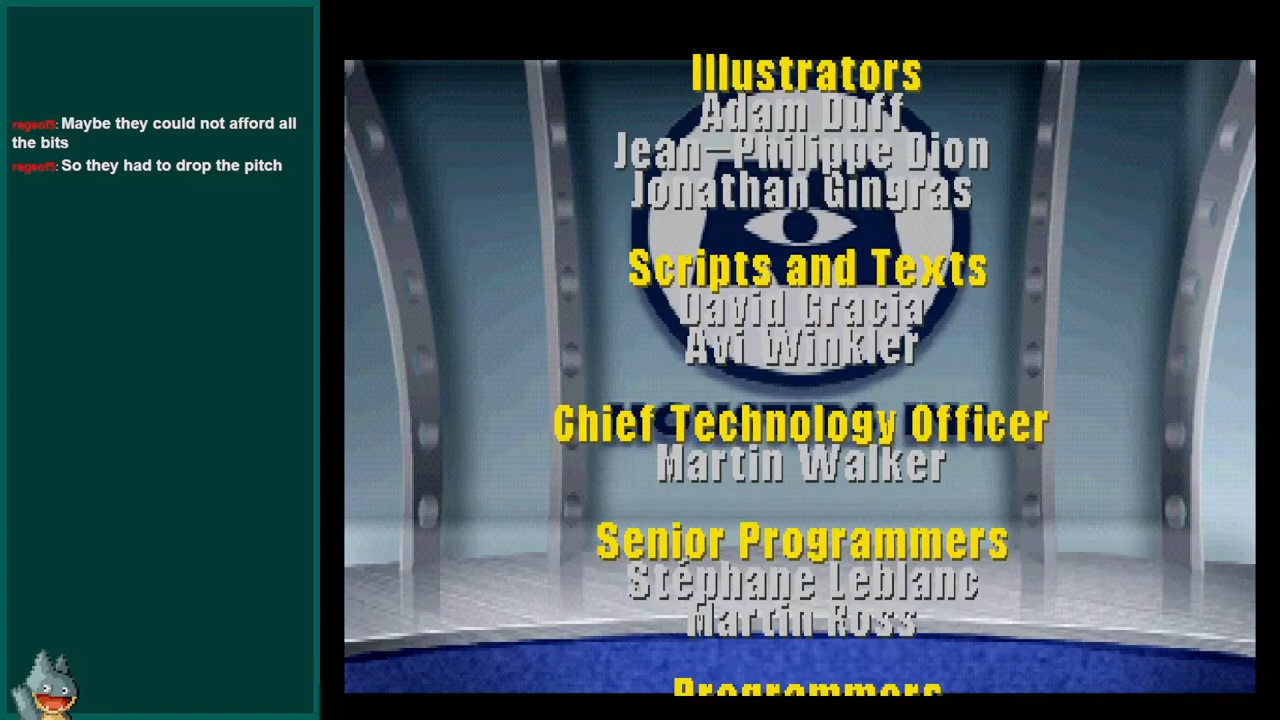 rageof5: Maybe they could not afford all
the bits
rageof5: So they had to drop the pitch
Illustrators
Adam Duff
Jean-Philippe Dion
Jonathan Gingras
Scripts and Texts
David Gracia
Avi Winkler
Chief Technology Officer
Martin Walker
Senior Programmers
Stéphane Leblanc
Martin Ross
Programmers